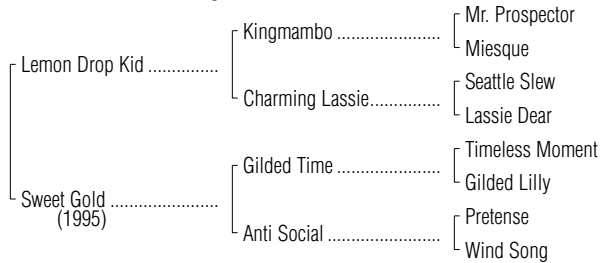 Mr. Prospector
Kingmambo ....................
Miesque
Lemon Drop Kid ...............
Seattle Slew
Charming Lassie...............
Lassie Dear
Timeless Moment
Gilded Time ....................
Gilded Lilly
Sweet Gold .......................
(1995)
Pretense
Anti Social ........................
Wind Song